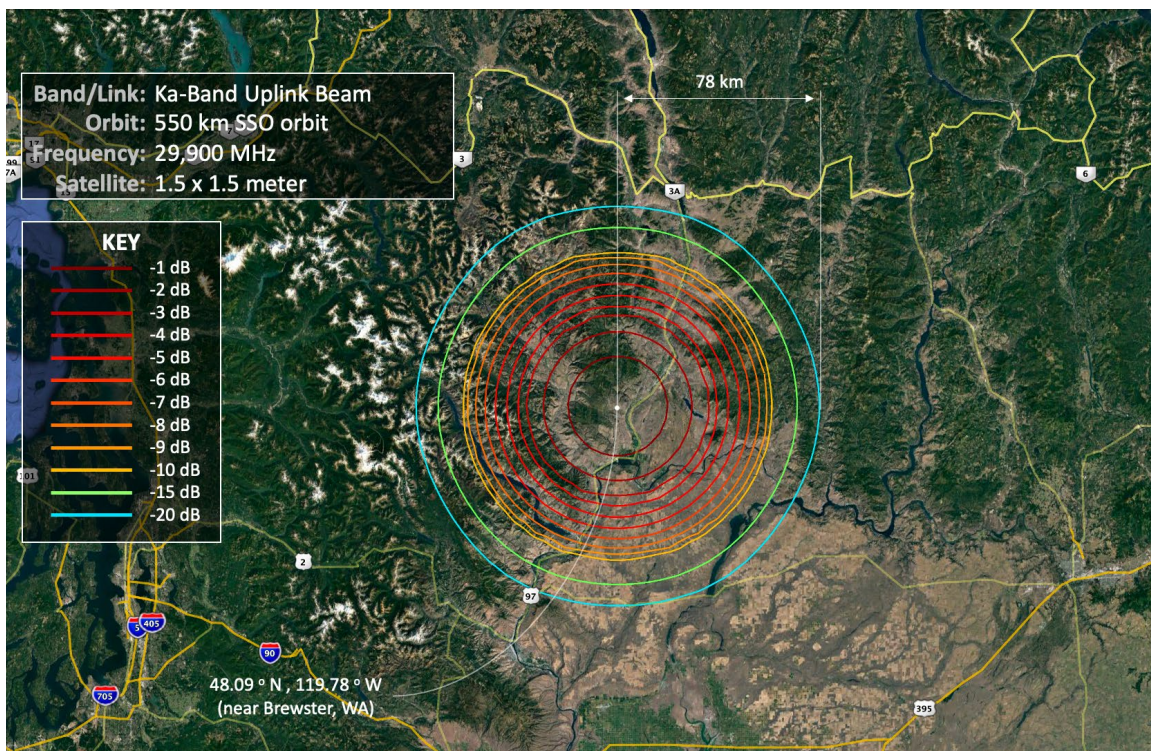 78 km
Band/Link: Ka-Band Uplink Beam
Orbit: 550 km SSO orbit
Frequency: 29,900 MHz
Satellite: 1.5 x 1.5 meter
99
7A
3
3A
6
KEY
-1 dB
-2 dB
-3 dB
-4 dB
-5 dB
-6 dB
-7 dB
-8 dB
-9 dB
-10 dB
-15 dB
-20 dB
101
2
97
5
405
90
705
395
48.09 º N , 119.78 º W
(near Brewster, WA)